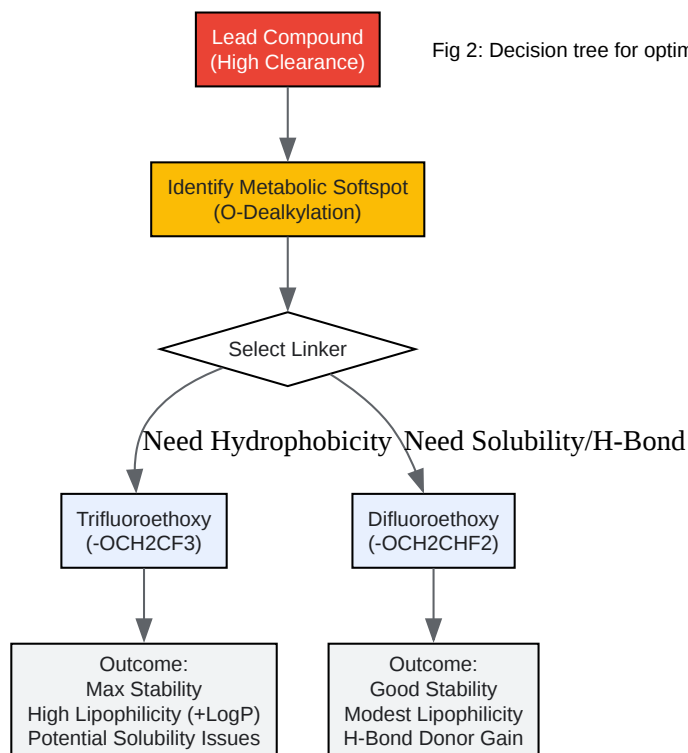 Lead Compound
(High Clearance)
Fig 2: Decision tree for optim
Identify Metabolic Softspot
(O-Dealkylation)
Select Linker
Need Hydrophobicity
Need Solubility/H-Bond
Trifluoroethoxy
(-OCH2CF3)
Difluoroethoxy
(-OCH2CHF2)
Outcome:
Max Stability
High Lipophilicity (+LogP)
Potential Solubility Issues
Outcome:
Good Stability
Modest Lipophilicity
H-Bond Donor Gain